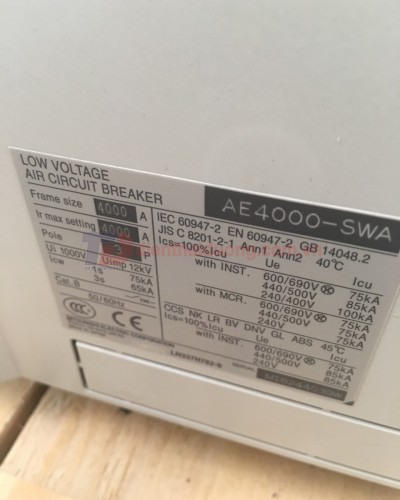 LOW VOLTAGE
AIR CIRCUIT BREAKER
Frame size 4000 A
Ir max setting 4000 A
Pole 3 P
Ui 1000V Uimp 12kV
Icw 1s 75kA
3s 65kA
Cat. B
50/60Hz
CCC
AE4000-SWA
IEC 60947-2 EN 60947-2 GB 14048.2
JIS C 8201-2-1 Ann1 Ann2 40℃
Ics=100%Icu Ue Icu
with INST. 600/690V 75kA
440/500V 85kA
240/400V 100kA
with MCR. 600/690V 75kA
440/500V 75kA
240V 75kA
CCS NK LR BV DNV GL ABS 45℃
Ics=100%Icu Ue Icu
with INST. 600/690V 75kA
440/500V 85kA
240V 85kA
SERIAL